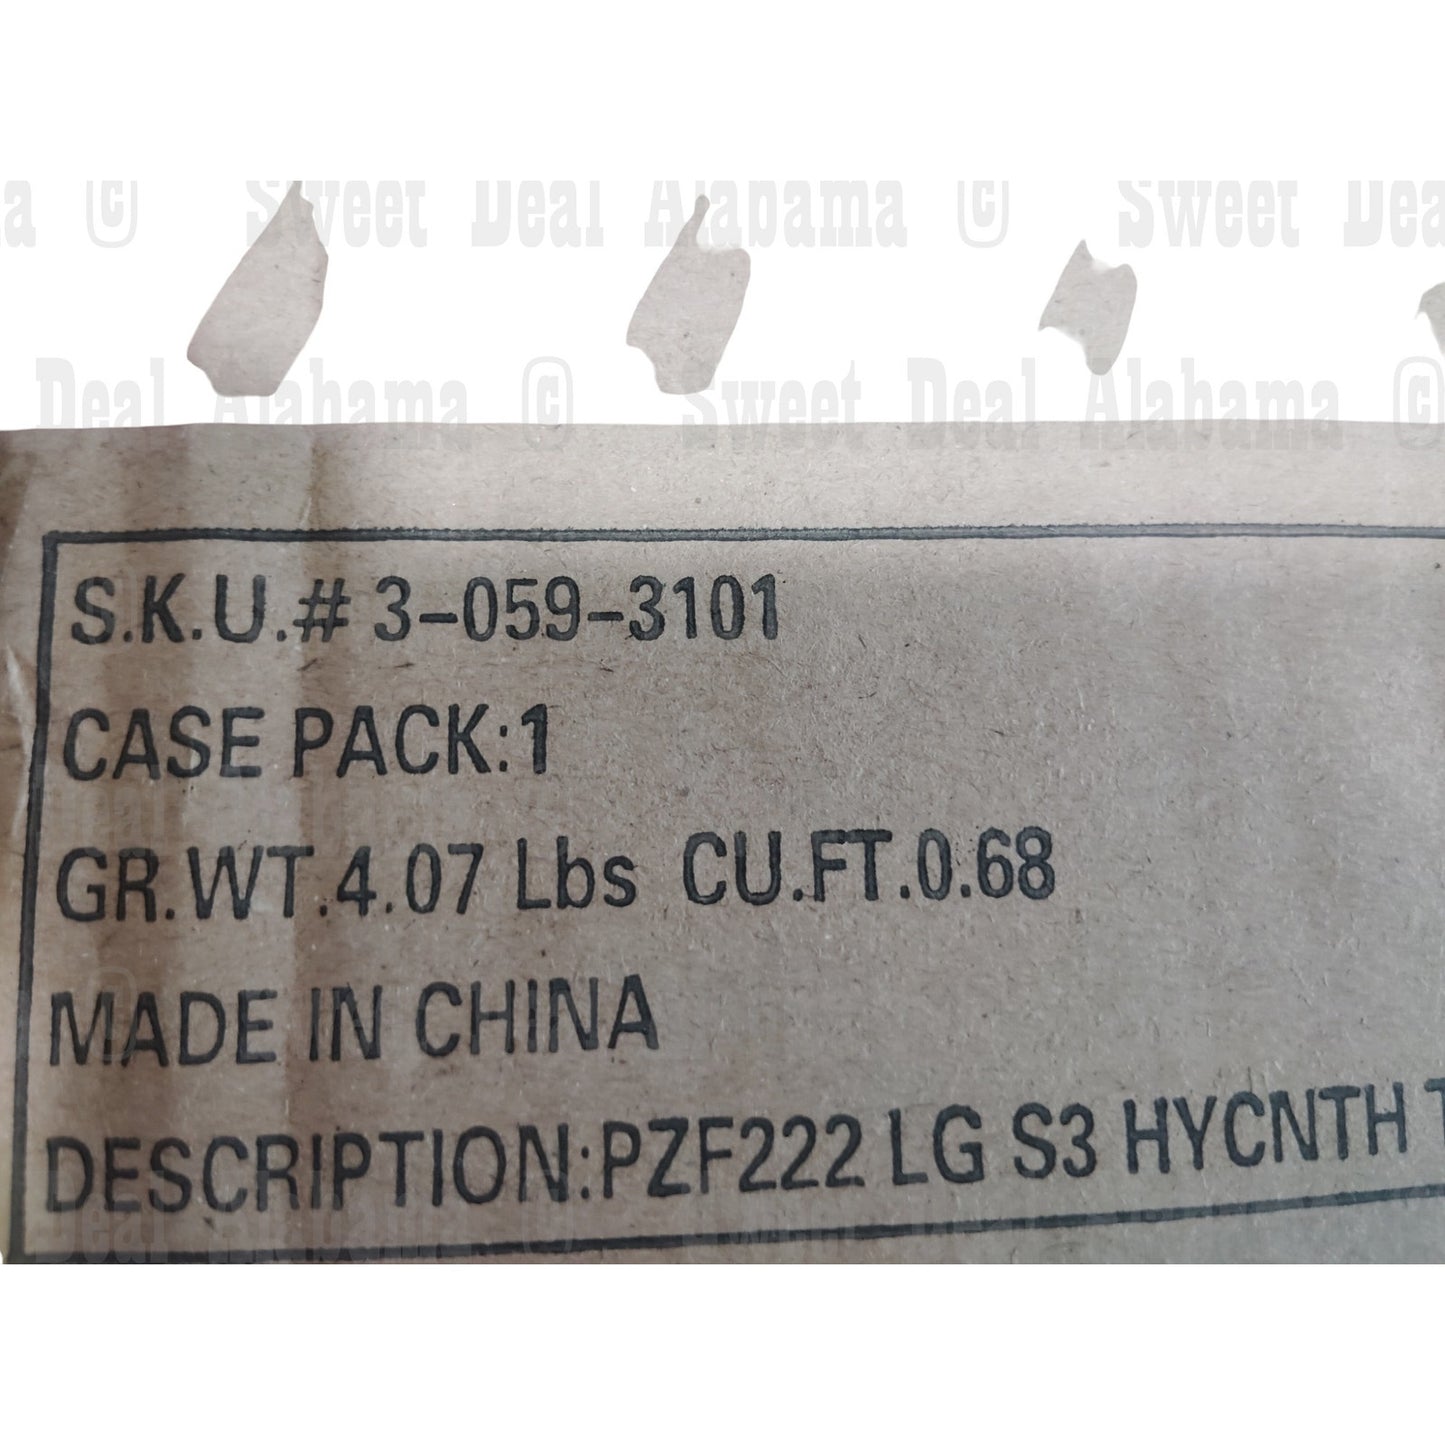 Sweet Deal Alabama © Sweet
Deal Alabama © Sweet Deal Alabama ©
S.K.U.# 3-059-3101
CASE PACK:1
GR.WT.4.07 Lbs CU.FT.0.68
MADE IN CHINA
DESCRIPTION:PZF222 LG S3 HYCNTH